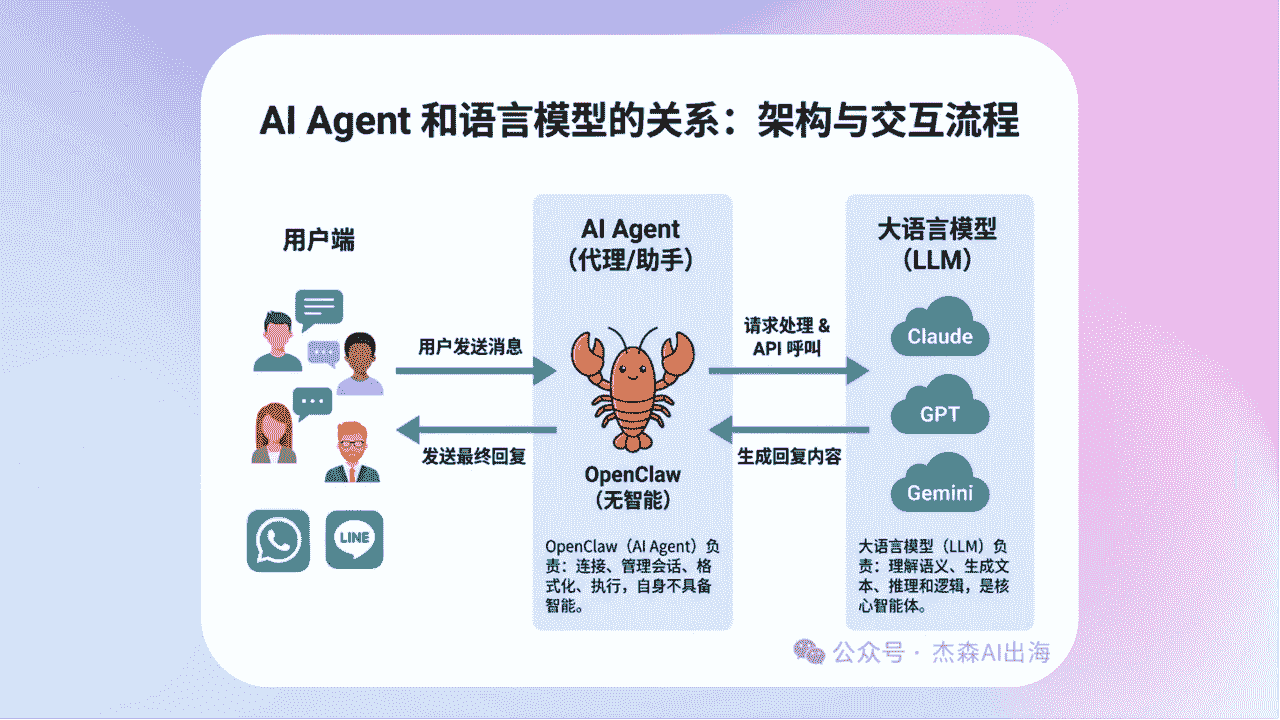 AI Agent 和语言模型的关系：架构与交互流程
用户端
用户发送消息
发送最终回复
LINE
AI Agent
（代理/助手）
OpenClaw
（无智能）
OpenClaw（AI Agent）负
责：连接、管理会话、格
式化、执行，自身不具备
智能。
请求处理 &
API 呼叫
生成回复内容
大语言模型
（LLM）
Claude
GPT
Gemini
大语言模型（LLM）负
责：理解语义、生成文
本、推理和逻辑，是核
心智能体。
公众号 · 杰森AI出海